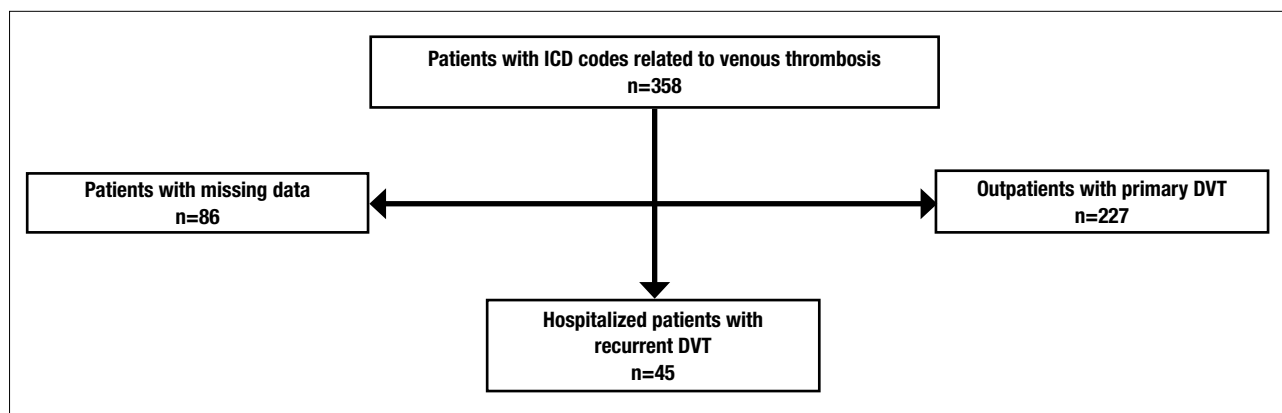 Patients with ICD codes related to venous thrombosis
n=358
Patients with missing data
n=86
Outpatients with primary DVT
n=227
Hospitalized patients with
recurrent DVT
n=45